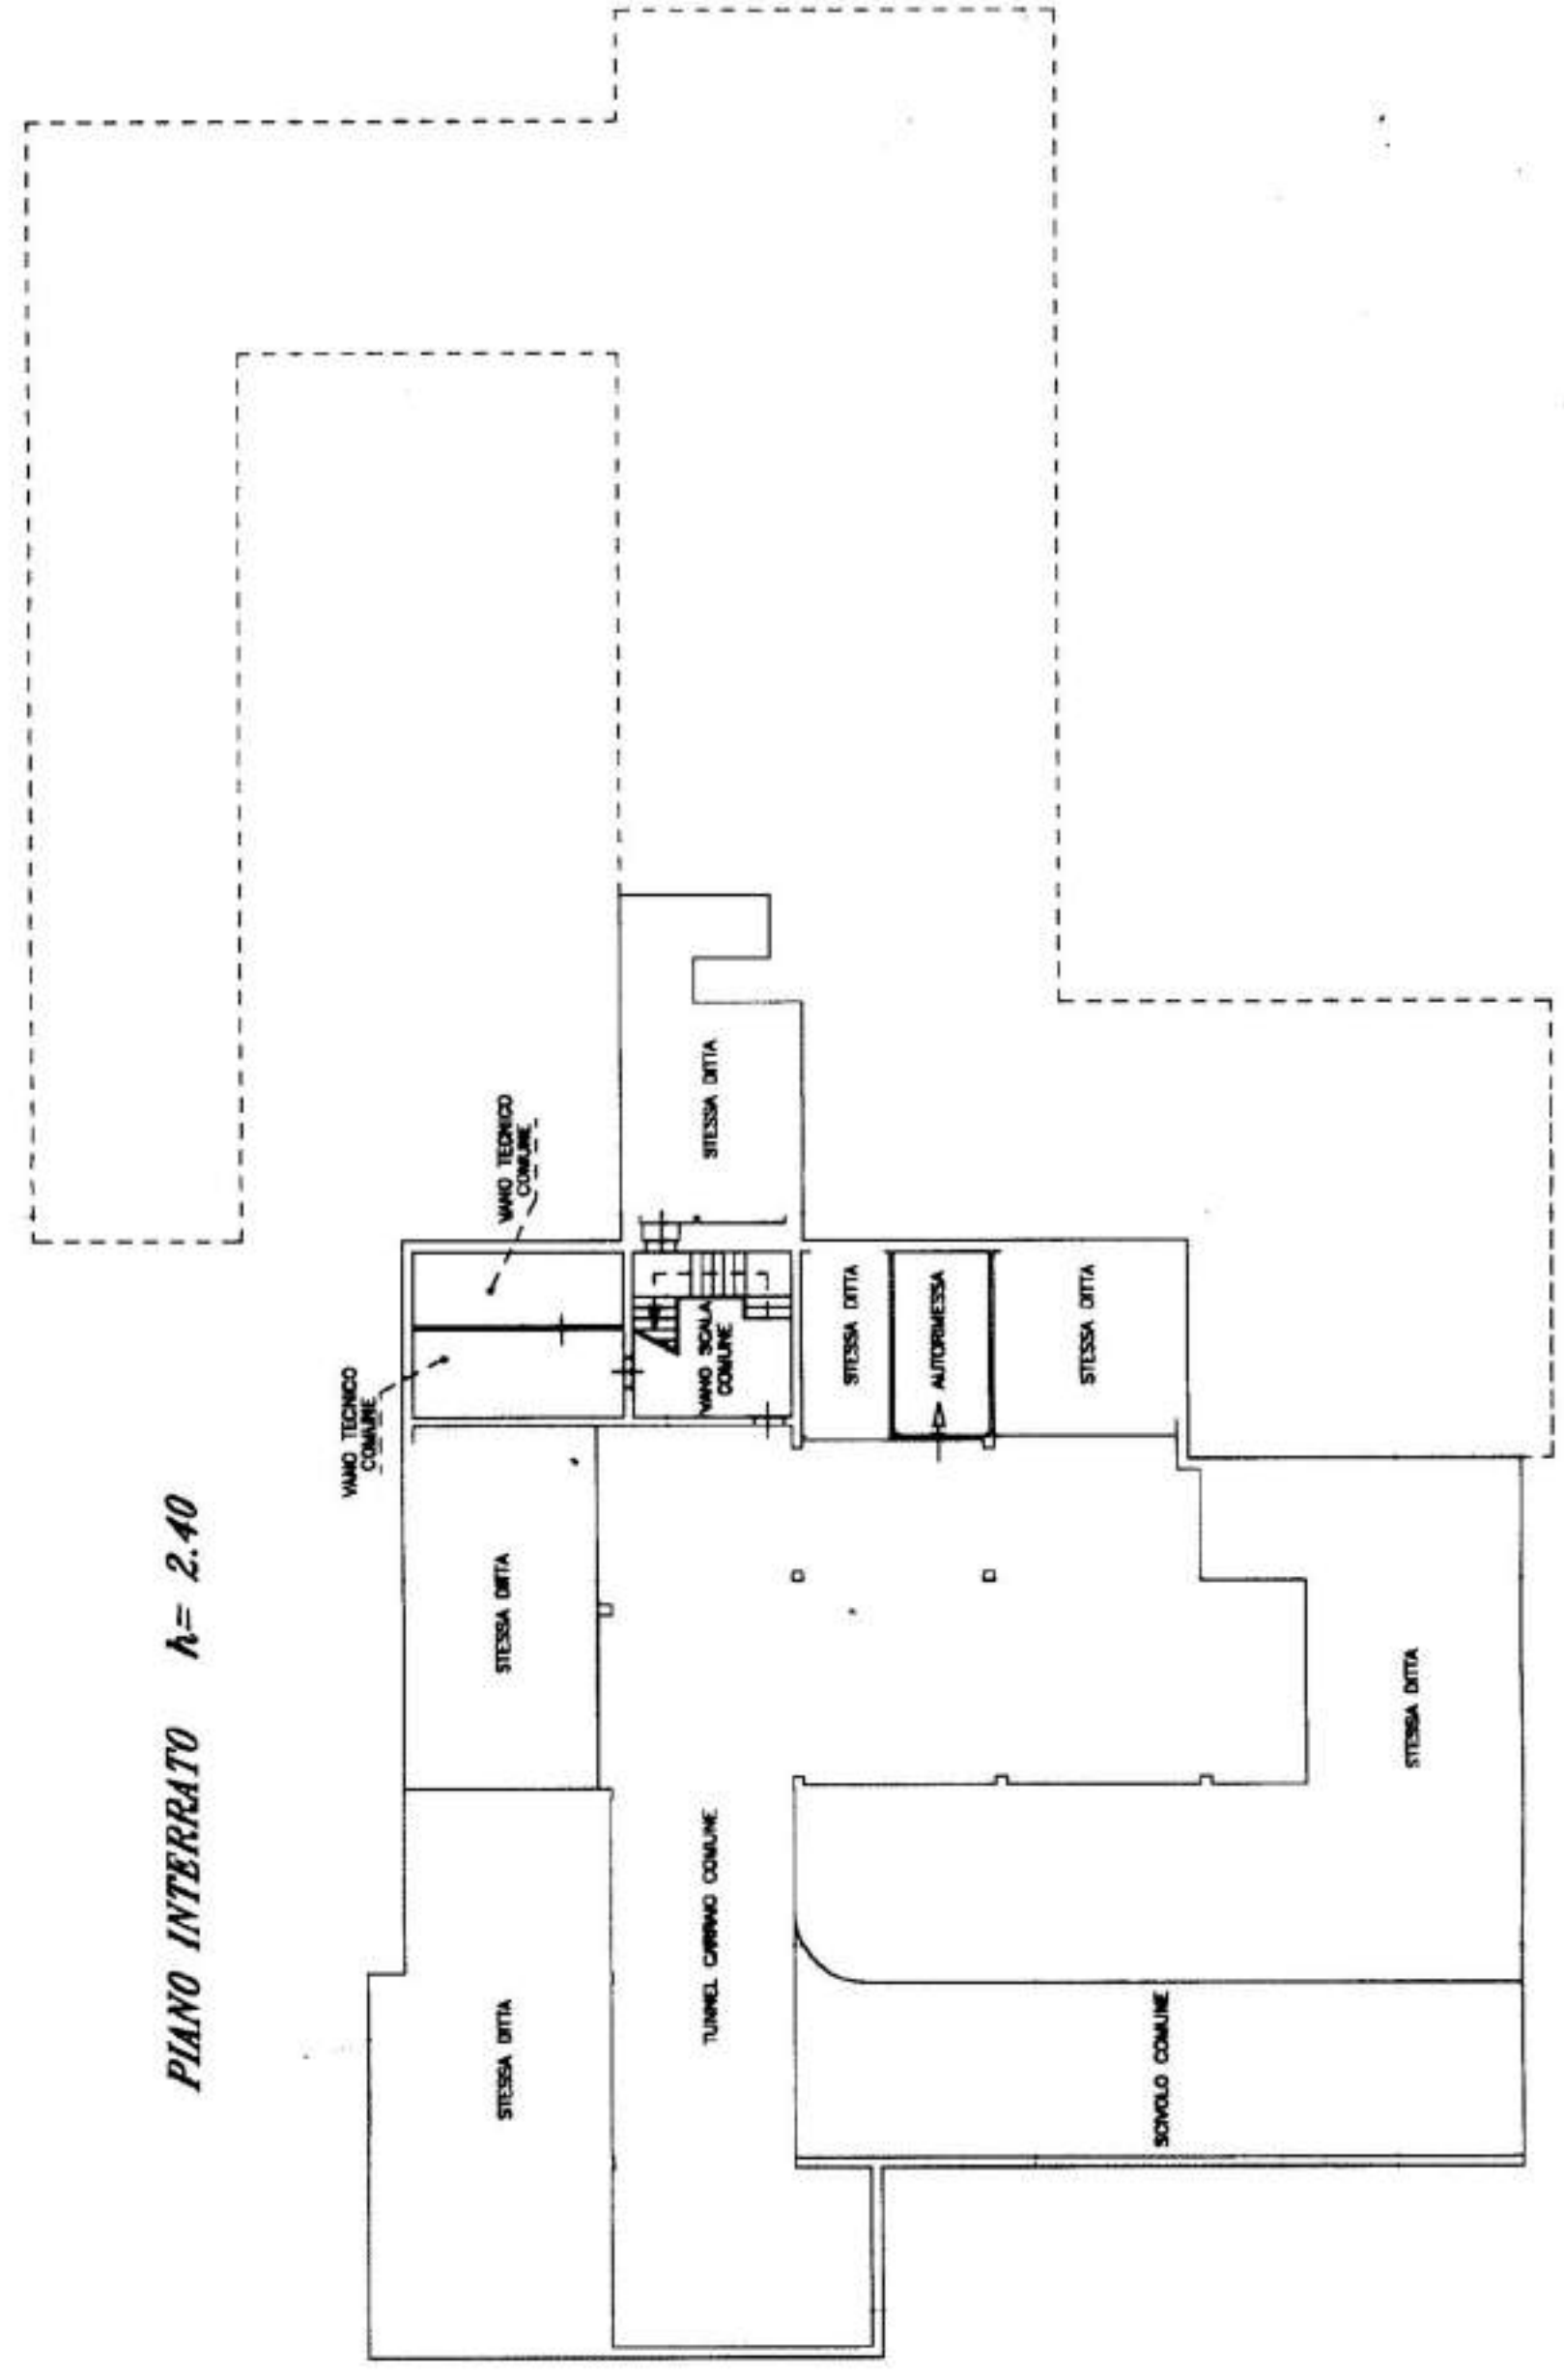 PIANO INTERRATO h= 2.40
VANO TECNICO
COMUNE
VANO TECNICO
COMUNE
STESSA DITTA
STESSA DITTA
STESSA DITTA
VANO SCALA
COMUNE
TUNNEL CARRAIO COMUNE
STESSA DITTA
AUTORIMESSA
STESSA DITTA
SCIVOLO COMUNE
STESSA DITTA